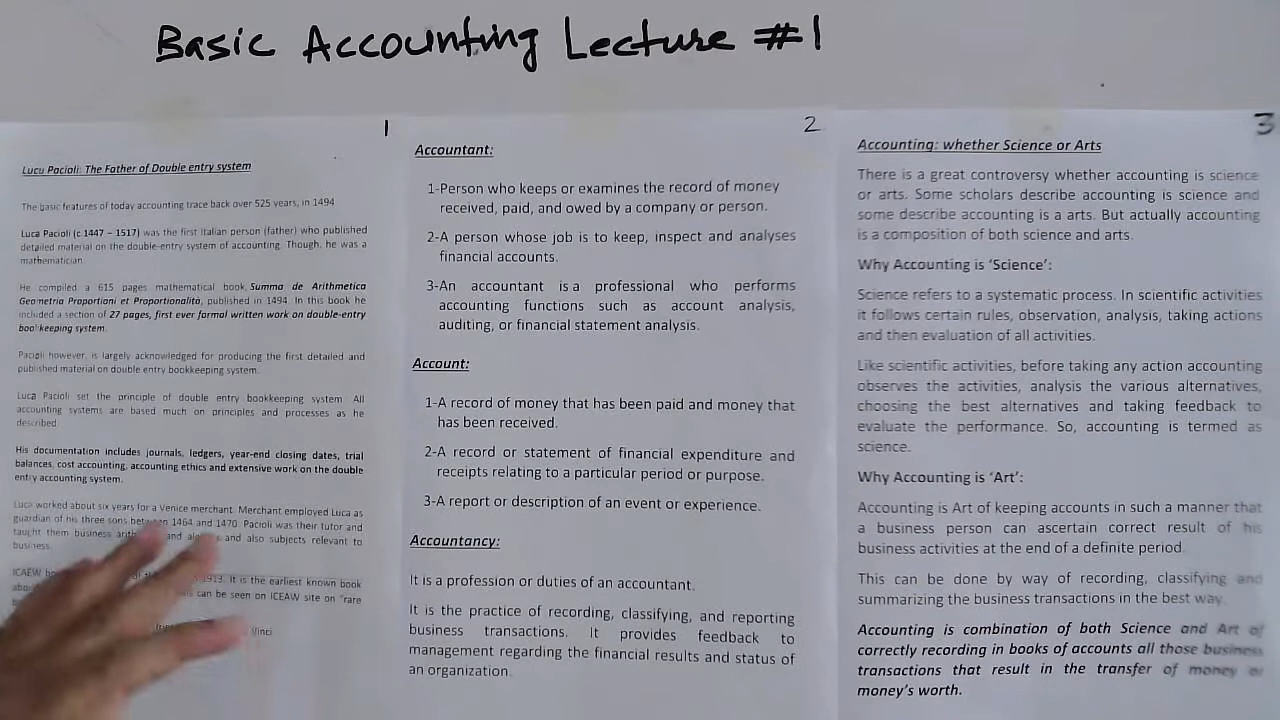 Basic Accounting Lecture #1
1
Lucu Pacioli: The Father of Double entry system
The basic features of today accounting trace back over 525 years, in 1494
Luca Pacioli (c 1447 – 1517) was the first Italian person (father) who published
detailed material on the double-entry system of accounting. Though, he was a
mathematician.
He compiled a 615 pages mathematical book, Summa de Arithmetica
Geometria Proportioni et Proportionalita, published in 1494. In this book he
included a section of 27 pages, first ever formal written work on double-entry
bookkeeping system.
Pacioli however, is largely acknowledged for producing the first detailed and
published material on double entry bookkeeping system.
Luca Pacioli set the principle of double entry bookkeeping system. All
accounting systems are based much on principles and processes as he
described.
His documentation includes journals, ledgers, year-end closing dates, trial
balances, cost accounting, accounting ethics and extensive work on the double
entry accounting system.
Luca worked about six years for a Venice merchant. Merchant employed Luca as
guardian of his three sons between 1464 and 1470. Pacioli was their tutor and
taught them business and also subjects relevant to
business.
ICAEW of 1913. It is the earliest known book
can be seen on ICEAW site on "rare
Vinci
2
Accountant:
1-Person who keeps or examines the record of money
received, paid, and owed by a company or person.
2-A person whose job is to keep, inspect and analyses
financial accounts.
3-An accountant is a professional who performs
accounting functions such as account analysis,
auditing, or financial statement analysis.
Account:
1-A record of money that has been paid and money that
has been received.
2-A record or statement of financial expenditure and
receipts relating to a particular period or purpose.
3-A report or description of an event or experience.
Accountancy:
It is a profession or duties of an accountant.
It is the practice of recording, classifying, and reporting
business transactions. It provides feedback to
management regarding the financial results and status of
an organization.
3
Accounting: whether Science or Arts
There is a great controversy whether accounting is science
or arts. Some scholars describe accounting is science and
some describe accounting is a arts. But actually accounting
is a composition of both science and arts.
Why Accounting is 'Science':
Science refers to a systematic process. In scientific activities
it follows certain rules, observation, analysis, taking actions
and then evaluation of all activities.
Like scientific activities, before taking any action accounting
observes the activities, analysis the various alternatives,
choosing the best alternatives and taking feedback to
evaluate the performance. So, accounting is termed as
science.
Why Accounting is 'Art':
Accounting is Art of keeping accounts in such a manner that
a business person can ascertain correct result of his
business activities at the end of a definite period.
This can be done by way of recording, classifying and
summarizing the business transactions in the best way.
Accounting is combination of both Science and Art of
correctly recording in books of accounts all those business
transactions that result in the transfer of money or
money's worth.